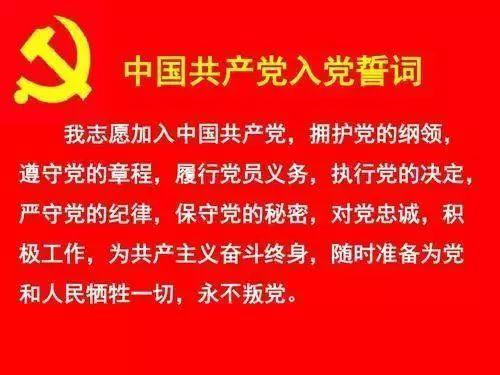 中国共产党入党誓词
我志愿加入中国共产党，拥护党的纲领，
遵守党的章程，履行党员义务，执行党的决定，
严守党的纪律，保守党的秘密，对党忠诚，积
极工作，为共产主义奋斗终身，随时准备为党
和人民牺牲一切，永不叛党。